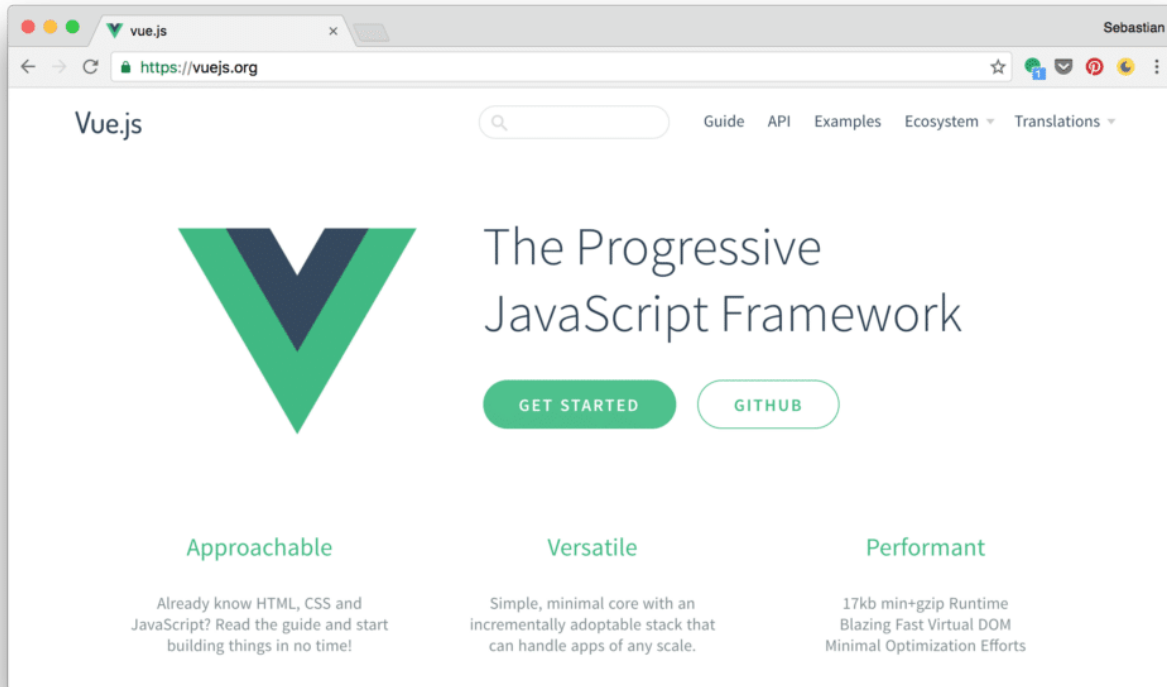 vue.js
Sebastian
https://vuejs.org
1
Vue.js
Guide API Examples Ecosystem Translations
The Progressive
JavaScript Framework
GET STARTED GITHUB
Approachable
Already know HTML, CSS and
JavaScript? Read the guide and start
building things in no time!
Versatile
Simple, minimal core with an
incrementally adoptable stack that
can handle apps of any scale.
Performant
17kb min+gzip Runtime
Blazing Fast Virtual DOM
Minimal Optimization Efforts